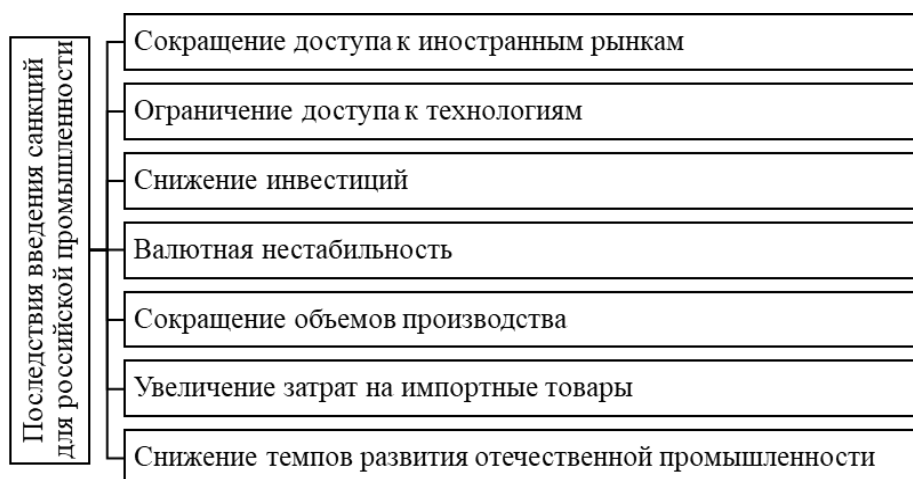 Последствия введения санкций
для российской промышленности
Сокращение доступа к иностранным рынкам
Ограничение доступа к технологиям
Снижение инвестиций
Валютная нестабильность
Сокращение объемов производства
Увеличение затрат на импортные товары
Снижение темпов развития отечественной промышленности